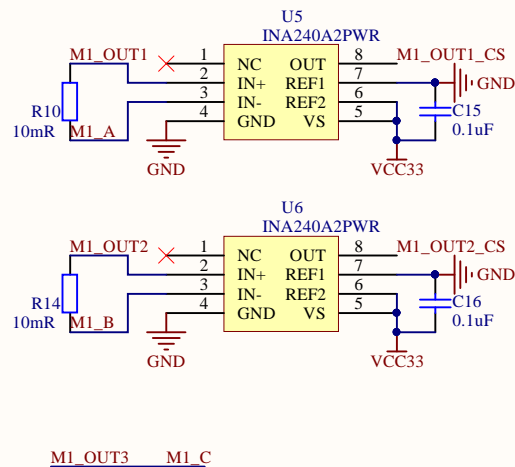 U5
INA240A2PWR
M1_OUT1
1
NC
OUT
8
M1_OUT1_CS
2
IN+
REF1
7
GND
R10
3
IN-
REF2
6
C15
10mR
M1_A
4
GND
VS
5
0.1uF
GND
VCC33
U6
INA240A2PWR
M1_OUT2
1
NC
OUT
8
M1_OUT2_CS
2
IN+
REF1
7
GND
R14
3
IN-
REF2
6
C16
10mR
M1_B
4
GND
VS
5
0.1uF
GND
VCC33
M1_OUT3
M1_C